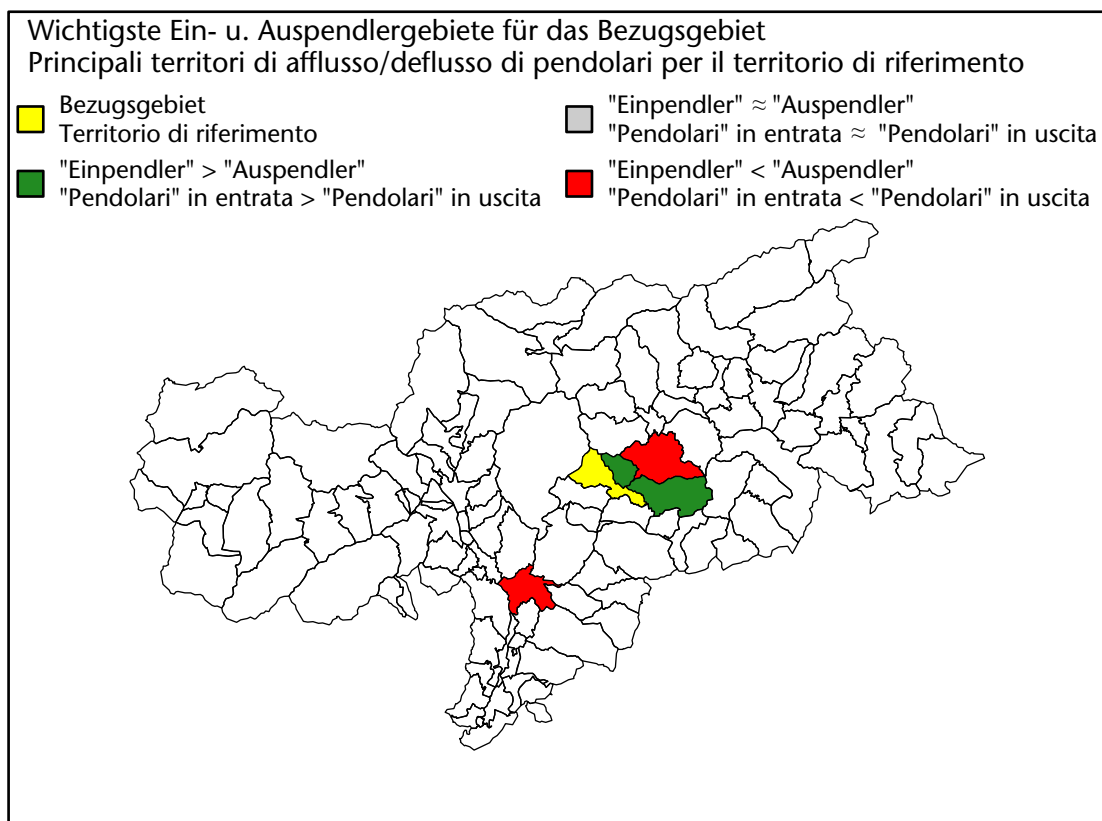 Wichtigste Ein- u. Auspendlergebiete für das Bezugsgebiet
Principali territori di afflusso/deflusso di pendolari per il territorio di riferimento
Bezugsgebiet
Territorio di riferimento
"Einpendler" > "Auspendler"
"Pendolari" in entrata > "Pendolari" in uscita
"Einpendler" ≈ "Auspendler"
"Pendolari" in entrata ≈ "Pendolari" in uscita
"Einpendler" < "Auspendler"
"Pendolari" in entrata < "Pendolari" in uscita